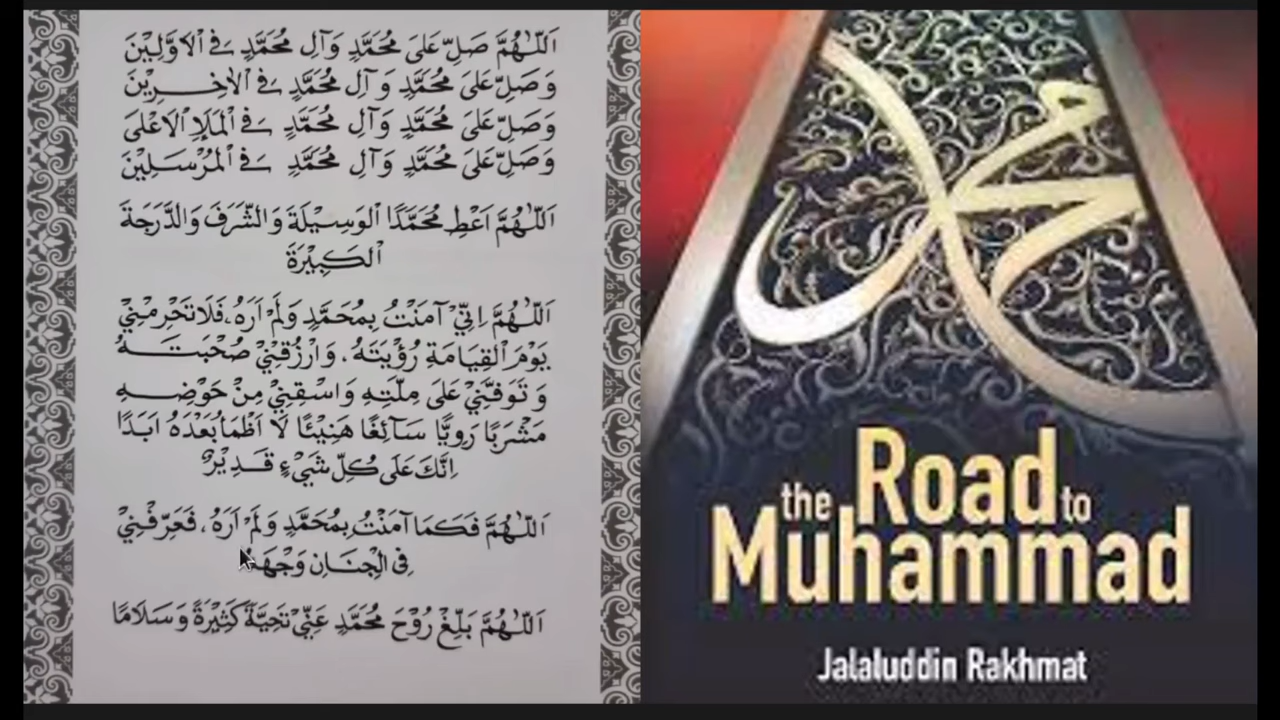 اَللّٰهُمَّ صَلِّ عَلَى مُحَمَّدٍ وَآلِ مُحَمَّدٍ فِي الْاَوَّلِيْنَ
وَصَلِّ عَلَى مُحَمَّدٍ وَآلِ مُحَمَّدٍ فِي الْاٰخِرِيْنَ
وَصَلِّ عَلَى مُحَمَّدٍ وَآلِ مُحَمَّدٍ فِي الْمَلَإِ الْاَعْلَى
وَصَلِّ عَلَى مُحَمَّدٍ وَآلِ مُحَمَّدٍ فِي الْمُرْسَلِيْنَ
اَللّٰهُمَّ اَعْطِ مُحَمَّدًا الْوَسِيْلَةَ وَالشَّرَفَ وَالدَّرَجَةَ
الْكَبِيْرَةَ
اَللّٰهُمَّ اِنِّيْ آمَنْتُ بِمُحَمَّدٍ وَلَمْ اَرَهُ، فَلَا تَحْرِمْنِيْ
يَوْمَ الْقِيَامَةِ رُؤْيَتَهُ، وَارْزُقْنِيْ صُحْبَتَهُ
وَتَوَفَّنِيْ عَلَى مِلَّتِهِ وَاسْقِنِيْ مِنْ حَوْضِهِ
مَشْرَبًا رَوِيًّا سَآئِغًا هَنِيْئًا لَا اَظْمَأُ بَعْدَهُ اَبَدًا
اِنَّكَ عَلَى كُلِّ شَيْءٍ قَدِيْرٌ
اَللّٰهُمَّ فَكَمَا آمَنْتُ بِمُحَمَّدٍ وَلَمْ اَرَهُ، فَعَرِّفْنِيْ
فِى الْجِنَانِ وَجْهَهُ
اَللّٰهُمَّ بَلِّغْ رُوْحَ مُحَمَّدٍ عَنِّيْ تَحِيَّةً كَثِيْرَةً وَسَلَامًا
محمد
the Road to
Muhammad
Jalaluddin Rakhmat